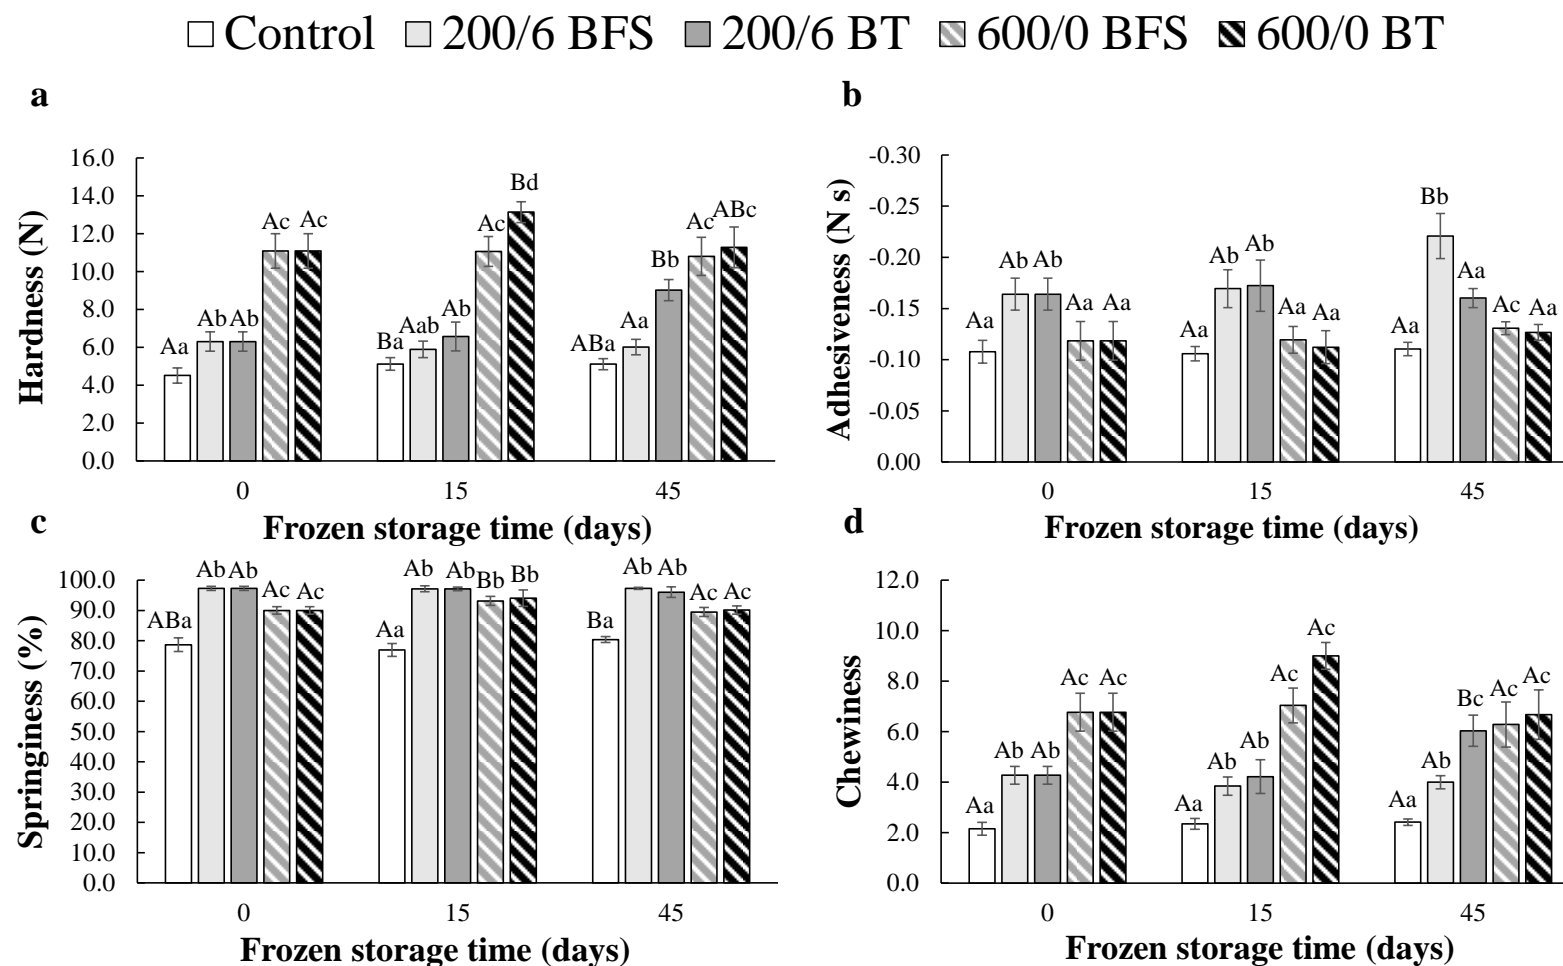 Control 200/6 BFS 200/6 BT 600/0 BFS 600/0 BT
a
Hardness (N)
16.0
14.0
12.0
10.0
8.0
6.0
4.0
2.0
0.0
Aa Ab Ab Ac Ac
Ba Aab Ab Ac Bd
ABa Aa Bb Ac ABc
0 15 45
Frozen storage time (days)
b
Adhesiveness (N s)
-0.30
-0.25
-0.20
-0.15
-0.10
-0.05
0.00
Aa Ab Ab Aa Aa
Aa Ab Ab Aa Aa
Aa Bb Aa Ac Aa
0 15 45
Frozen storage time (days)
c
Springiness (%)
100.0
90.0
80.0
70.0
60.0
50.0
40.0
30.0
20.0
10.0
0.0
ABa Ab Ab Ac Ac
Aa Ab Ab Bb Bb
Ba Ab Ab Ac Ac
0 15 45
Frozen storage time (days)
d
Chewiness
12.0
10.0
8.0
6.0
4.0
2.0
0.0
Aa Ab Ab Ac Ac
Aa Ab Ab Ac Ac
Aa Ab Bc Ac Ac
0 15 45
Frozen storage time (days)